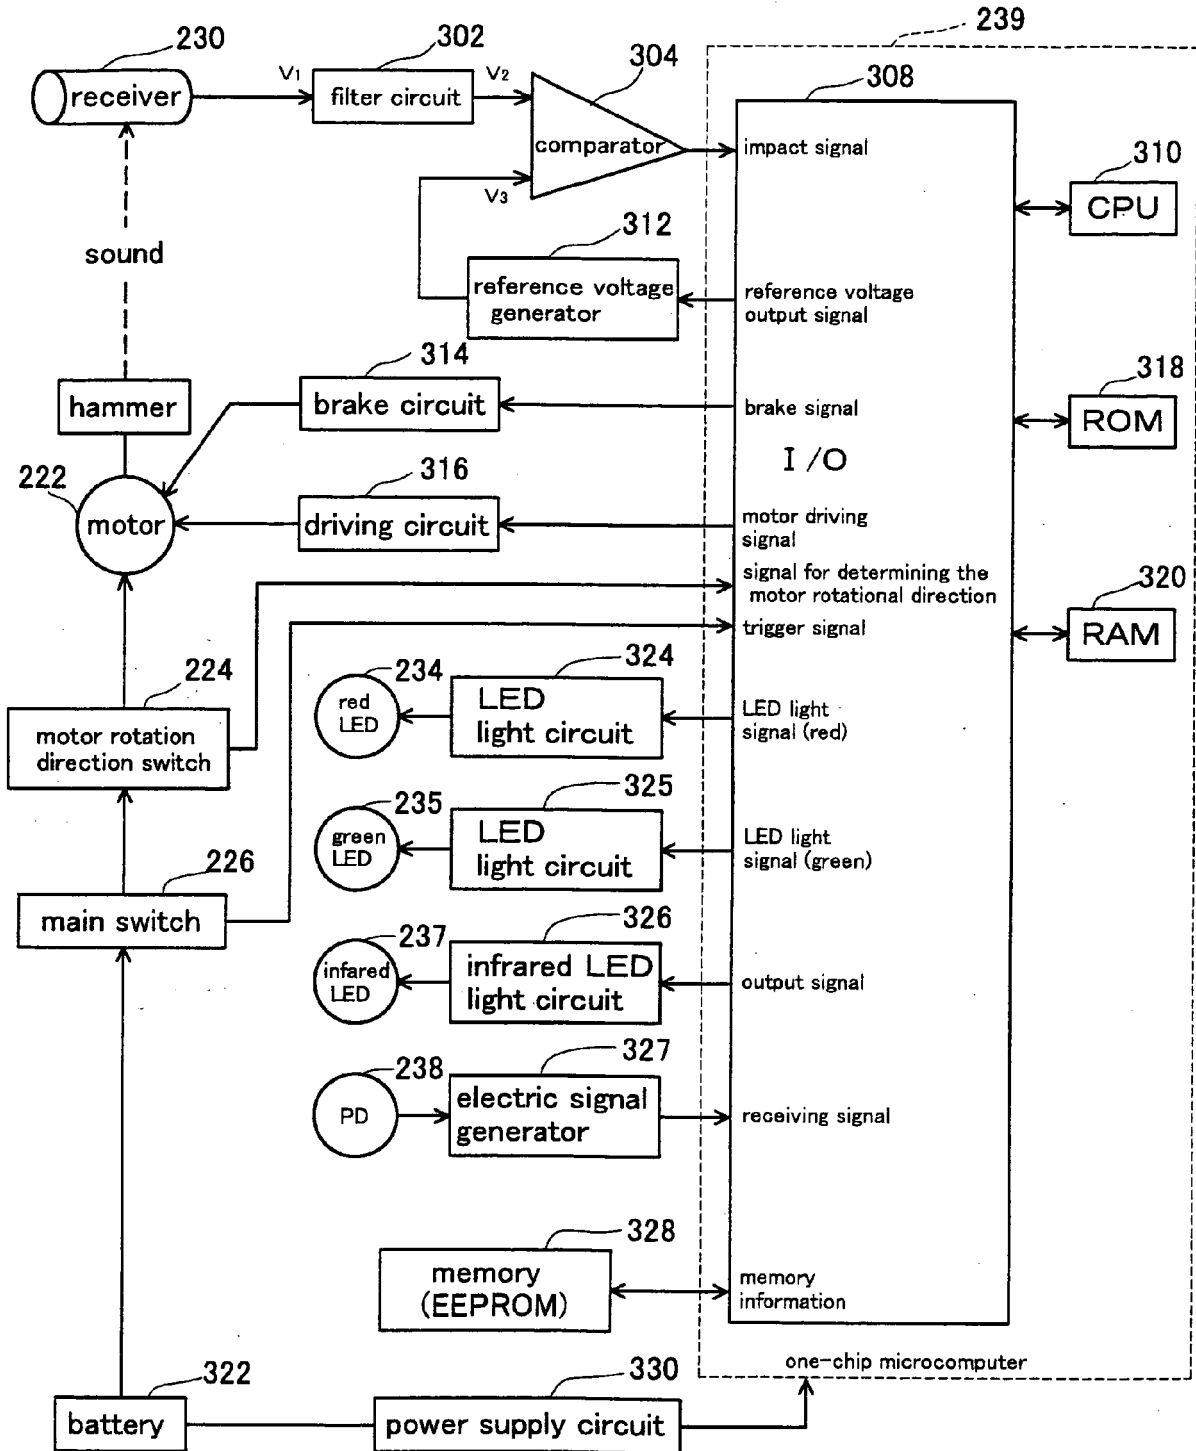 239
230
302
304
308
receiver
V1
filter circuit
V2
comparator
impact signal
310
CPU
V3
sound
312
reference voltage
generator
reference voltage
output signal
314
318
hammer
brake circuit
brake signal
ROM
I/O
222
316
motor
driving circuit
motor driving
signal
signal for determining the
motor rotational direction
320
trigger signal
RAM
224
234
324
red
LED
LED
light circuit
LED light
signal (red)
motor rotation
direction switch
235
325
green
LED
LED
light circuit
LED light
signal (green)
226
main switch
237
326
infared
LED
infrared LED
light circuit
output signal
238
327
PD
electric signal
generator
receiving signal
328
memory
(EEPROM)
memory
information
one-chip microcomputer
322
330
battery
power supply circuit